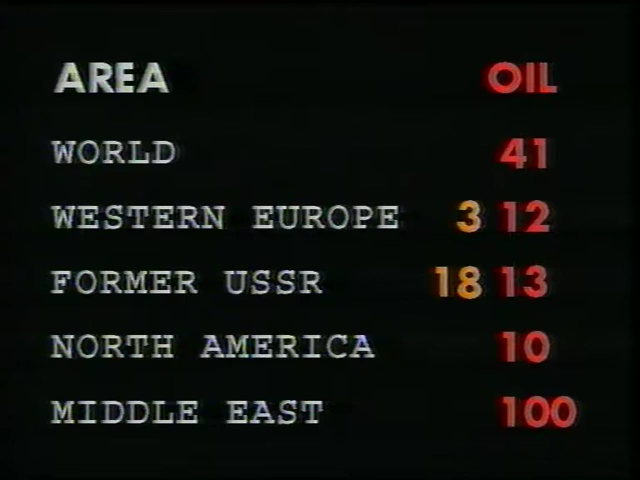 AREA OIL
WORLD 41
WESTERN EUROPE 3 12
FORMER USSR 18 13
NORTH AMERICA 10
MIDDLE EAST 100